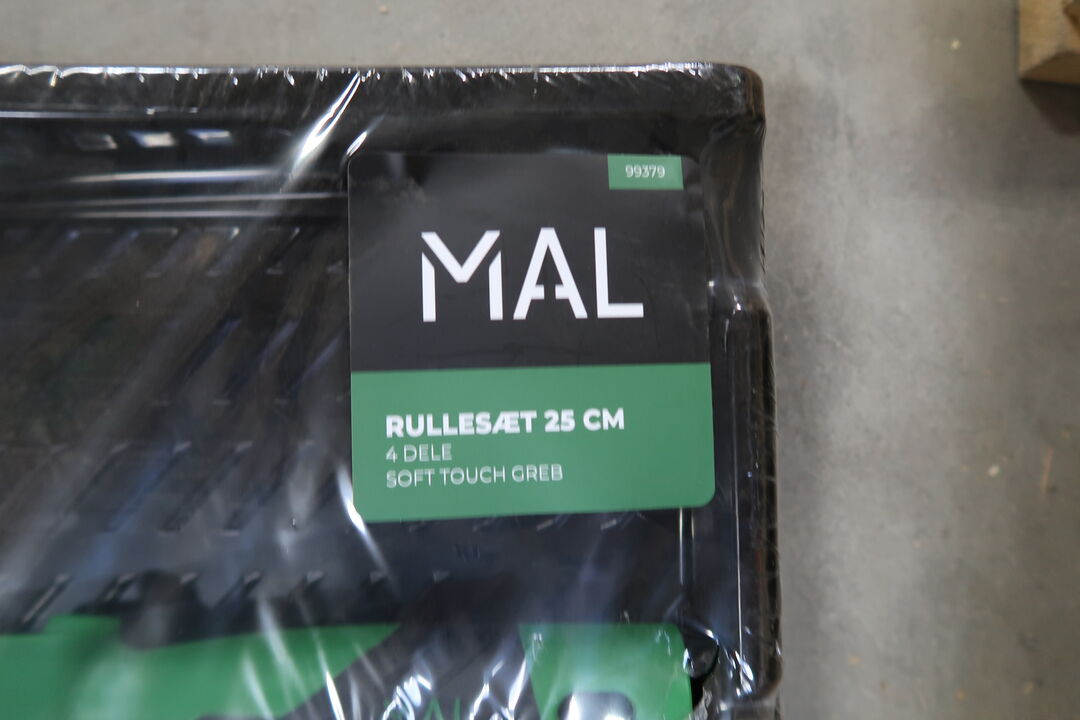 99379
MAL
RULLESÆT 25 CM
4 DELE
SOFT TOUCH GREB